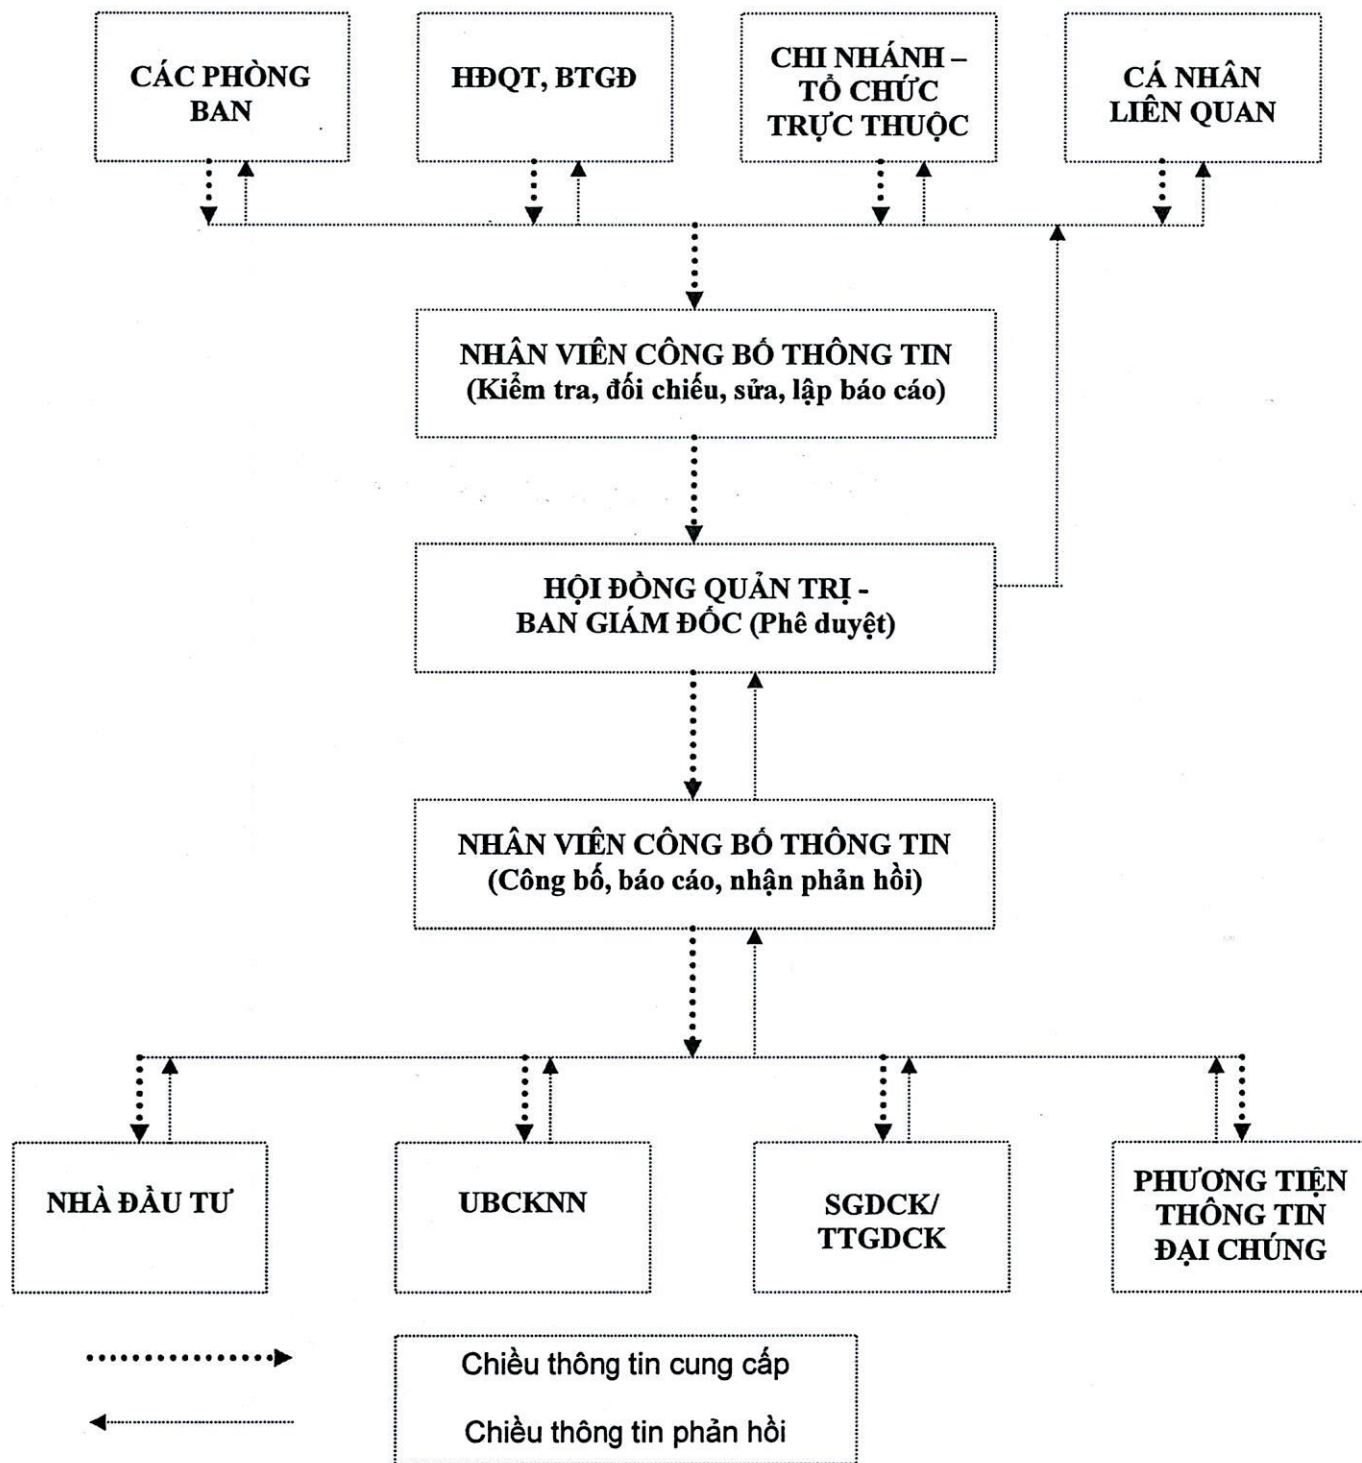 CÁC PHÒNG
BAN
HĐQT, BTGĐ
CHI NHÁNH –
TỔ CHỨC
TRỰC THUỘC
CÁ NHÂN
LIÊN QUAN
NHÂN VIÊN CÔNG BỐ THÔNG TIN
(Kiểm tra, đối chiếu, sửa, lập báo cáo)
HỘI ĐỒNG QUẢN TRỊ -
BAN GIÁM ĐỐC (Phê duyệt)
NHÂN VIÊN CÔNG BỐ THÔNG TIN
(Công bố, báo cáo, nhận phản hồi)
NHÀ ĐẦU TƯ
UBCKNN
SGDCK/
TTGDCK
PHƯƠNG TIỆN
THÔNG TIN
ĐẠI CHÚNG
Chiều thông tin cung cấp
Chiều thông tin phản hồi